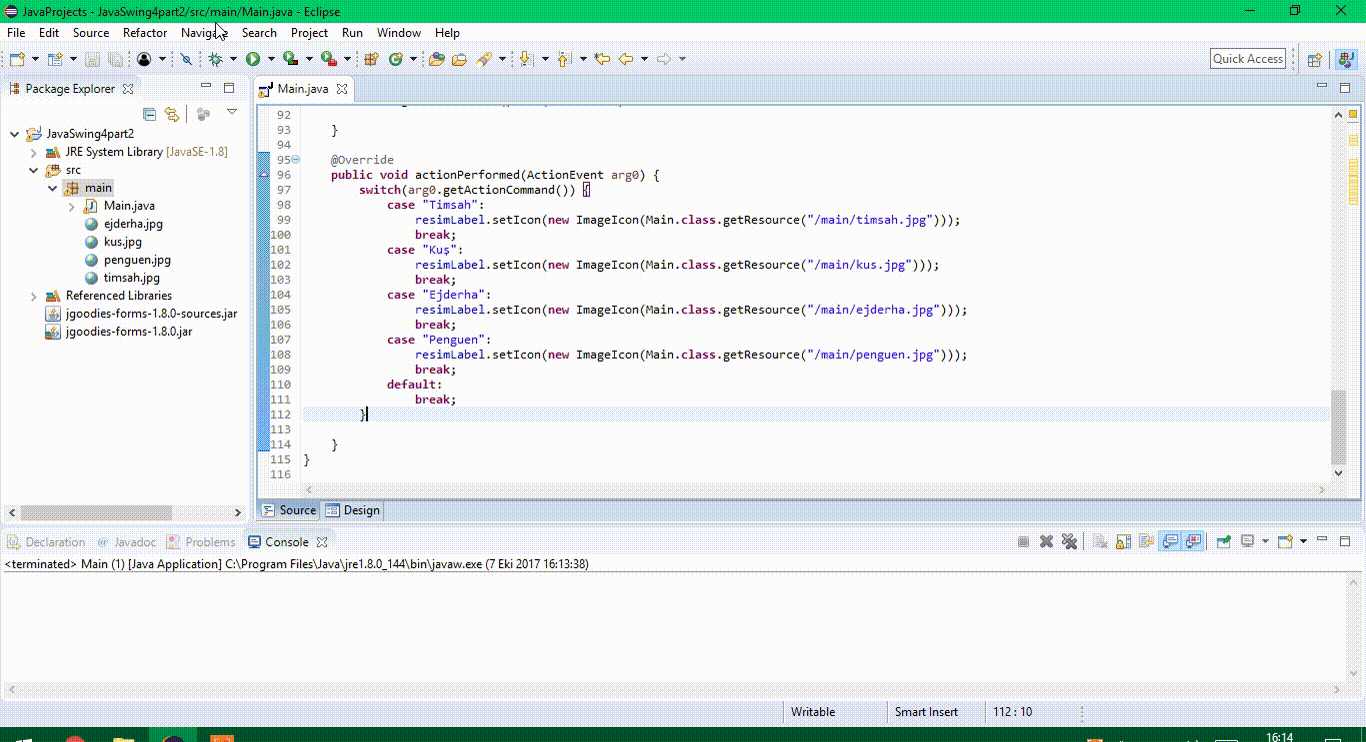 JavaProjects - JavaSwing4part2/src/main/Main.java - Eclipse
File Edit Source Refactor Navigate Search Project Run Window Help
Quick Access
Package Explorer
Main.java
JavaSwing4part2
JRE System Library [JavaSE-1.8]
src
main
Main.java
ejderha.jpg
kus.jpg
penguen.jpg
timsah.jpg
Referenced Libraries
jgoodies-forms-1.8.0-sources.jar
jgoodies-forms-1.8.0.jar
92
93 }
94
95 @Override
96 public void actionPerformed(ActionEvent arg0) {
97 switch(arg0.getActionCommand()) {
98 case "Timsah":
99 resimLabel.setIcon(new ImageIcon(Main.class.getResource("/main/timsah.jpg")));
100 break;
101 case "Kuş":
102 resimLabel.setIcon(new ImageIcon(Main.class.getResource("/main/kus.jpg")));
103 break;
104 case "Ejderha":
105 resimLabel.setIcon(new ImageIcon(Main.class.getResource("/main/ejderha.jpg")));
106 break;
107 case "Penguen":
108 resimLabel.setIcon(new ImageIcon(Main.class.getResource("/main/penguen.jpg")));
109 break;
110 default:
111 break;
112 }
113
114 }
115 }
116
Source Design
Declaration @ Javadoc Problems Console
<terminated> Main (1) [Java Application] C:\Program Files\Java\jre1.8.0_144\bin\javaw.exe (7 Eki 2017 16:13:38)
Writable Smart Insert 112 : 10
16:14